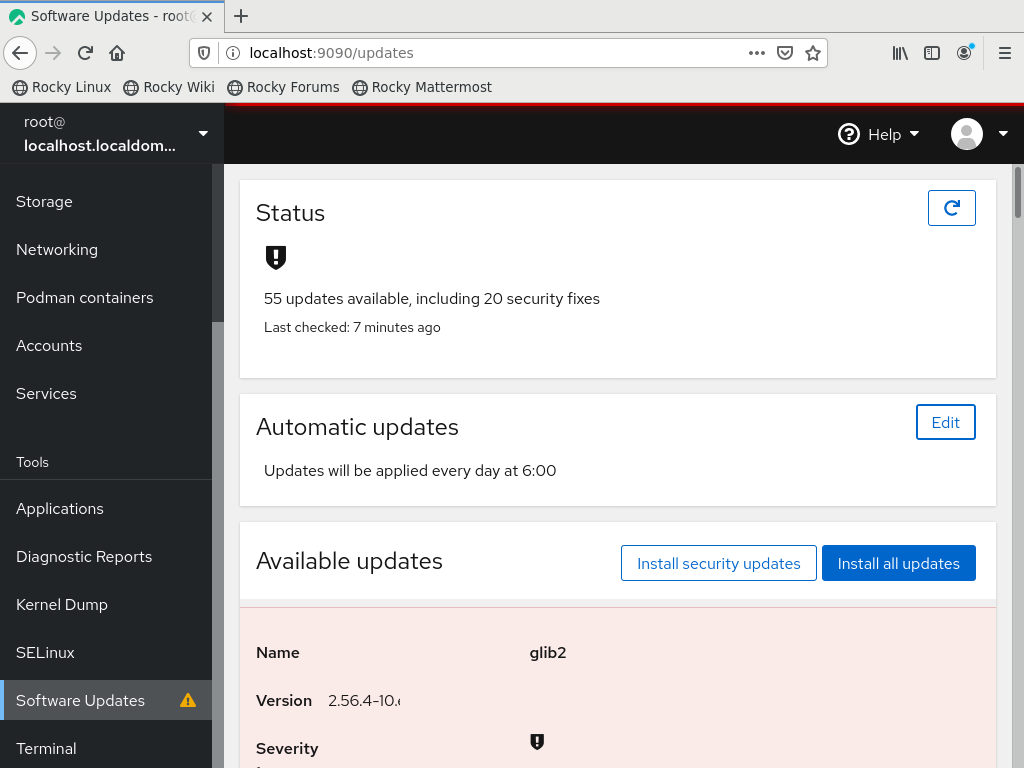 Software Updates - root
localhost:9090/updates
Rocky Linux
Rocky Wiki
Rocky Forums
Rocky Mattermost
root@
localhost.localdom...
Help
Storage
Networking
Podman containers
Accounts
Services
Tools
Applications
Diagnostic Reports
Kernel Dump
SELinux
Software Updates
Terminal
Status
55 updates available, including 20 security fixes
Last checked: 7 minutes ago
Automatic updates
Edit
Updates will be applied every day at 6:00
Available updates
Install security updates
Install all updates
Name
glib2
Version
2.56.4-10.
Severity